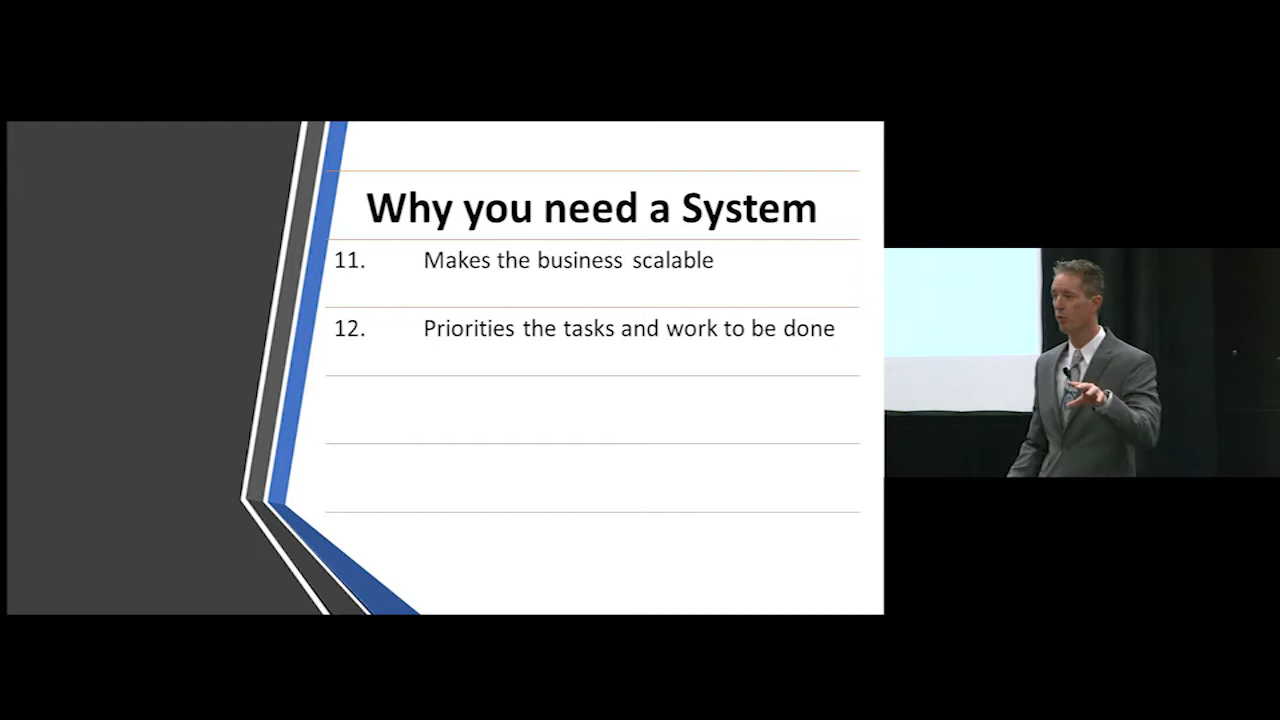 Why you need a System
11. Makes the business scalable
12. Priorities the tasks and work to be done